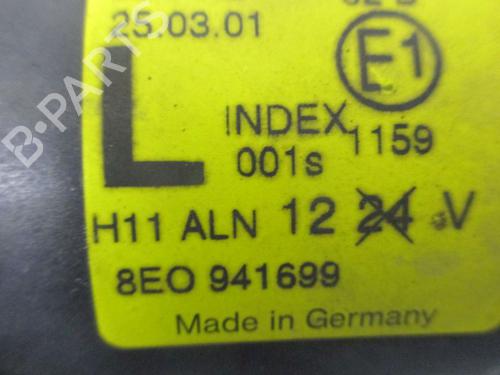 25.03.01
E1
L
INDEX
1159
001s
H11 ALN 12 24 V
8EO 941699
Made in Germany
B-PARTS